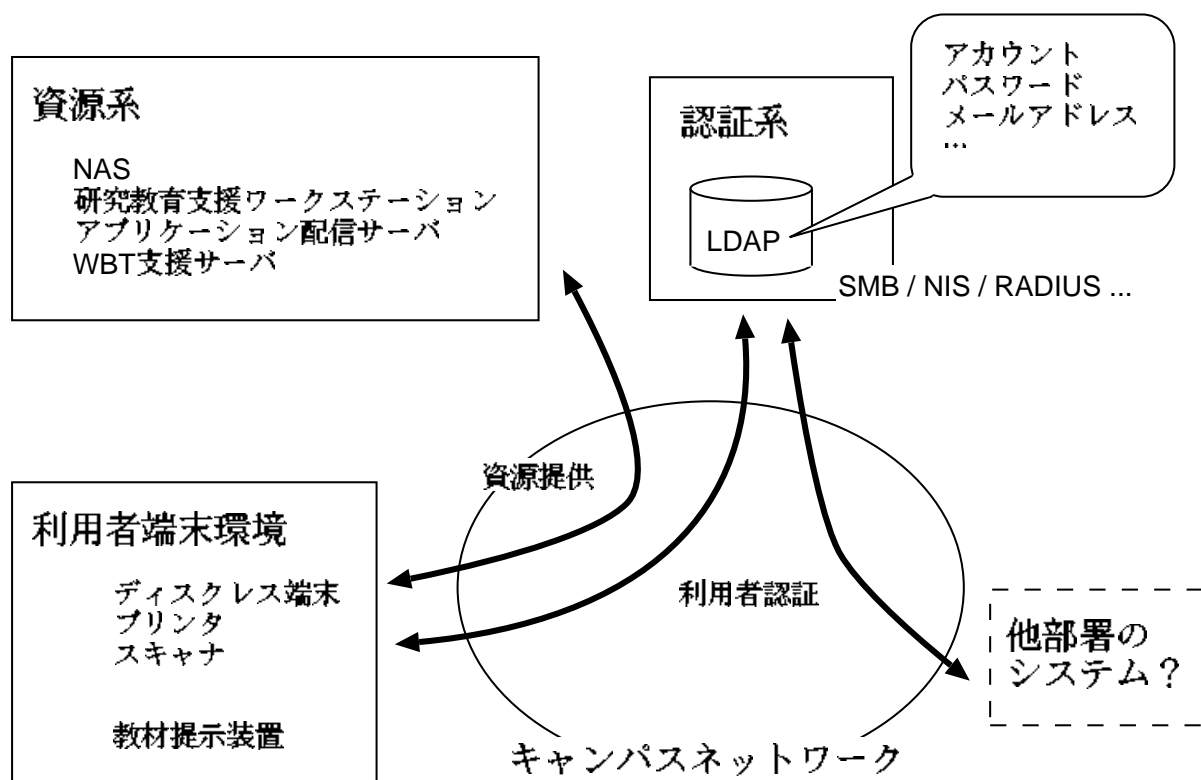 資源系
NAS
研究教育支援ワークステーション
アプリケーション配信サーバ
WBT支援サーバ
認証系
LDAP
アカウント
パスワード
メールアドレス
...
SMB / NIS / RADIUS ...
資源提供
利用者認証
利用者端末環境
ディスクレス端末
プリンタ
スキャナ
教材提示装置
他部署の
システム？
キャンパスネットワーク